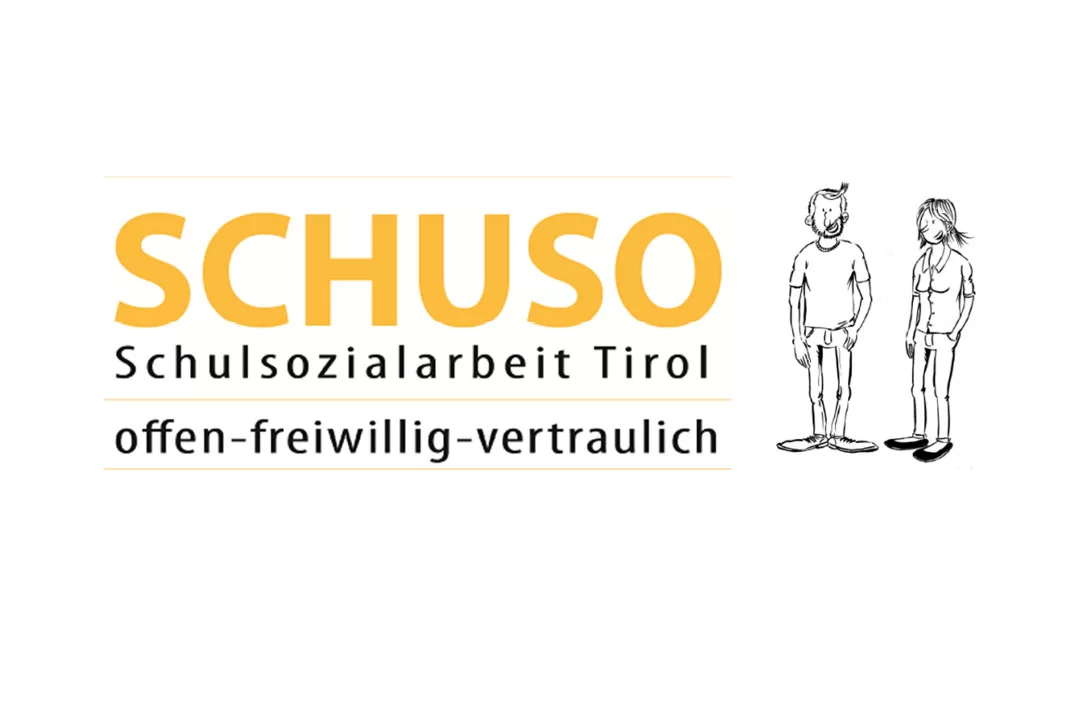 SCHUSO
Schulsozialarbeit Tirol
offen-freiwillig-vertraulich